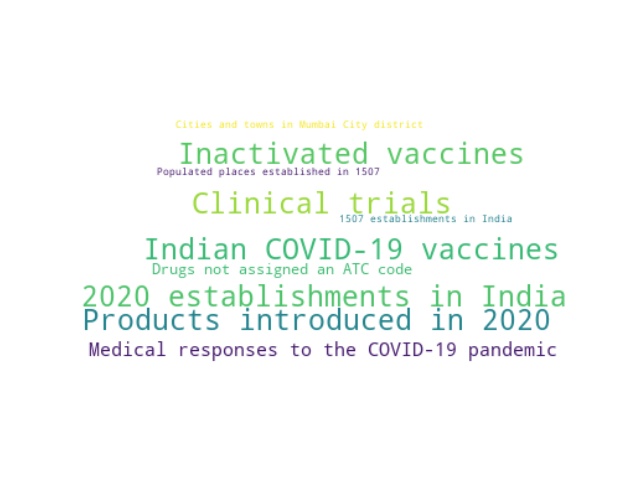 Cities and towns in Mumbai City district
Inactivated vaccines
Populated places established in 1507
Clinical trials
1507 establishments in India
Indian COVID-19 vaccines
Drugs not assigned an ATC code
2020 establishments in India
Products introduced in 2020
Medical responses to the COVID-19 pandemic